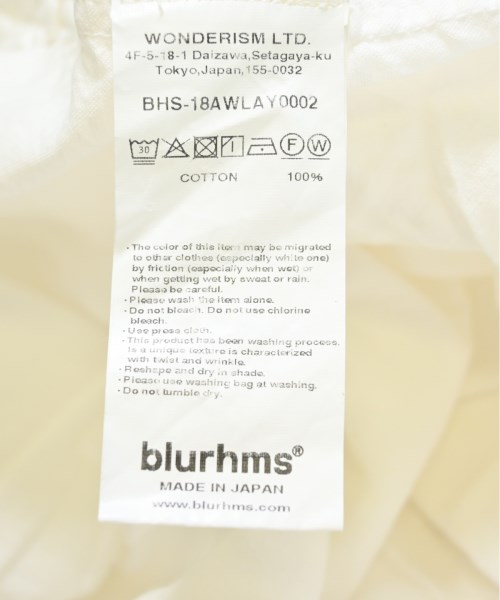 WONDERISM LTD.
4F-5-18-1 Daizawa,Setagaya-ku
Tokyo,Japan,155-0032
BHS-18AWLAY0002
30 F W
COTTON 100%
・The color of this item may be migrated
to other clothes (especially white one)
by friction (especially when wet) or
when getting wet by sweat or rain.
Please be careful.
・Please wash the item alone.
・Do not bleach. Do not use chlorine
bleach.
・Use press cloth.
・This product has been washing process.
Is a unique texture is characterized
with twist and wrinkle.
・Reshape and dry in shade.
・Please use washing bag at washing.
・Do not tumble dry.
blurhms®
MADE IN JAPAN
www.blurhms.com